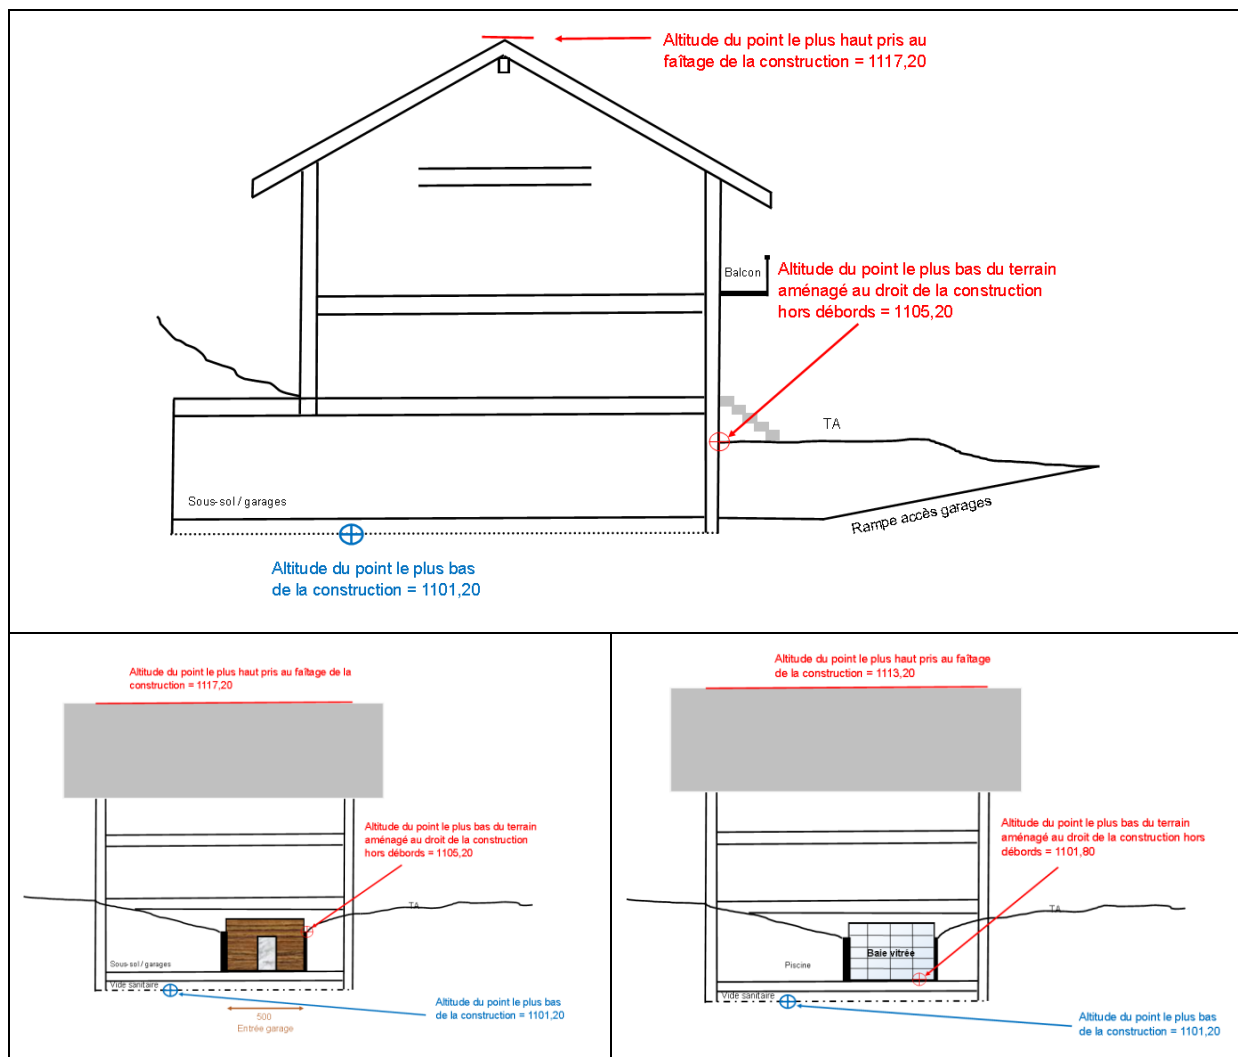 Altitude du point le plus haut pris au
faîtage de la construction = 1117,20
Balcon
Altitude du point le plus bas du terrain
aménagé au droit de la construction
hors débords = 1105,20
TA
Sous-sol / garages
Rampe accès garages
Altitude du point le plus bas
de la construction = 1101,20
Altitude du point le plus haut pris au faîtage de la
construction = 1117,20
Altitude du point le plus bas du terrain
aménagé au droit de la construction
hors débords = 1105,20
TA
Sous-sol / garages
Vide sanitaire
Altitude du point le plus bas
de la construction = 1101,20
500
Entrée garage
Altitude du point le plus haut pris au faîtage
de la construction = 1113,20
Altitude du point le plus bas du terrain
aménagé au droit de la construction hors
débords = 1101,80
TA
Baie vitrée
Piscine
Vide sanitaire
Altitude du point le plus bas
de la construction = 1101,20